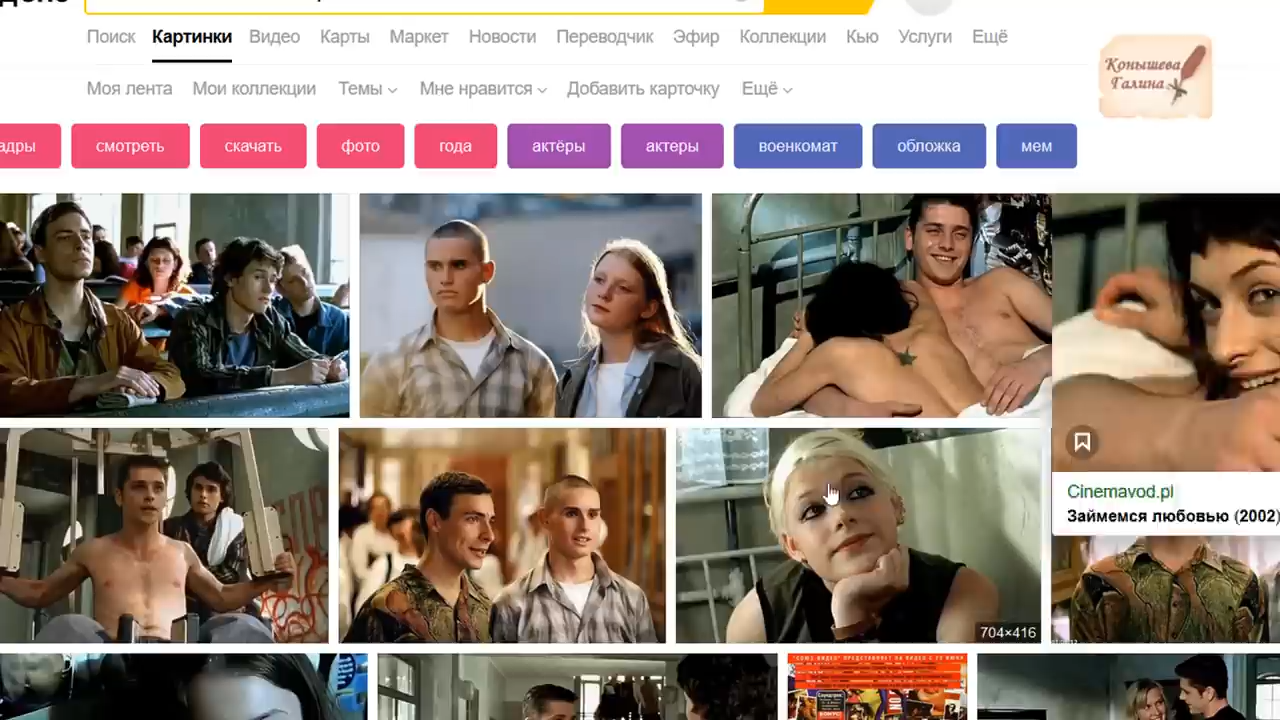 Поиск Картинки Видео Карты Маркет Новости Переводчик Эфир Коллекции Кью Услуги Ещё
Конышева
Галина
Моя лента Мои коллекции Темы Мне нравится Добавить карточку Ещё
смотреть скачать фото года актёры актеры военкомат обложка мем
Cinemavod.pl
Займемся любовью (2002)
704×416